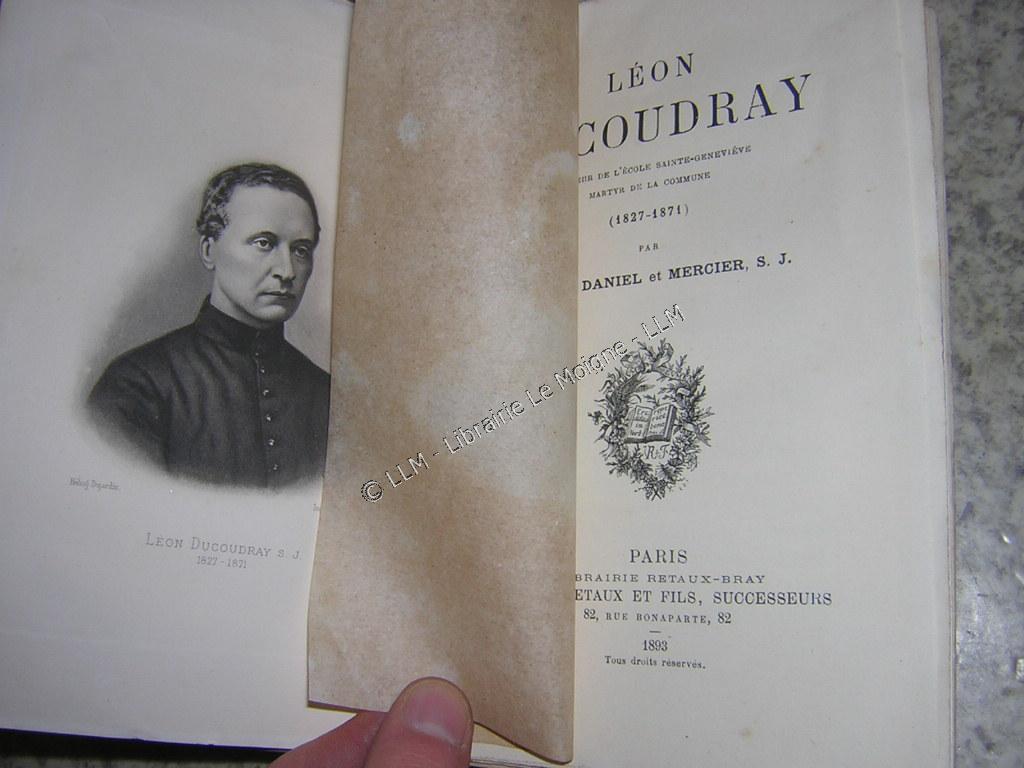 Héliog Dujardin.
LÉON DUCOUDRAY S. J.
1827-1871
LÉON
COUDRAY
EUR DE L'ÉCOLE SAINTE-GENEVIÈVE
MARTYR DE LA COMMUNE
(1827-1871)
PAR
DANIEL et MERCIER, S. J.
R&F
PARIS
BRAIRIE RETAUX-BRAY
ETAUX ET FILS, SUCCESSEURS
82, RUE BONAPARTE, 82
1893
Tous droits réservés.
© LLM - Librairie Le Moigne - LLM